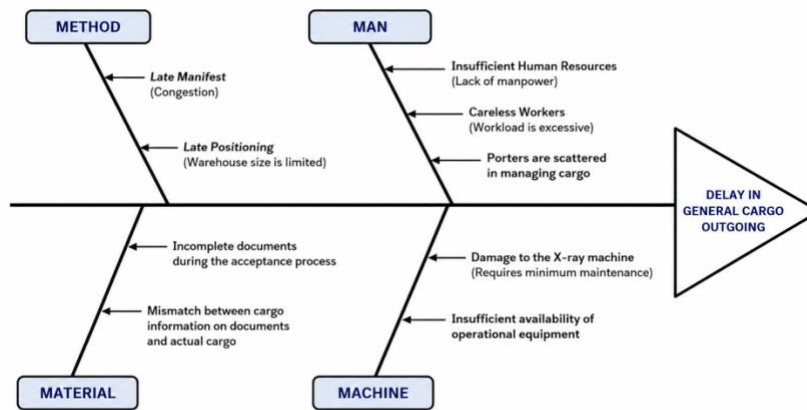 METHOD
MAN
Late Manifest
(Congestion)
Late Positioning
(Warehouse size is limited)
Insufficient Human Resources
(Lack of manpower)
Careless Workers
(Workload is excessive)
Porters are scattered
in managing cargo
DELAY IN
GENERAL CARGO
OUTGOING
Incomplete documents
during the acceptance process
Mismatch between cargo
information on documents
and actual cargo
Damage to the X-ray machine
(Requires minimum maintenance)
Insufficient availability of
operational equipment
MATERIAL
MACHINE